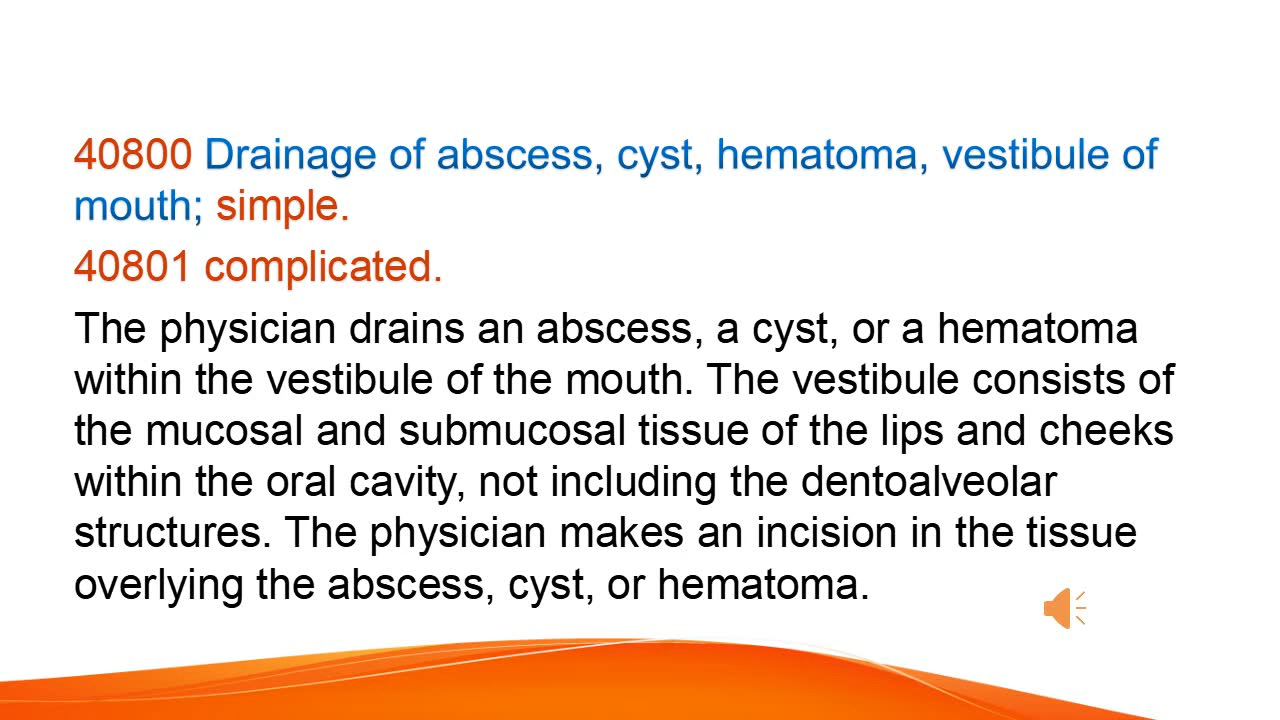 40800 Drainage of abscess, cyst, hematoma, vestibule of
mouth; simple.
40801 complicated.
The physician drains an abscess, a cyst, or a hematoma
within the vestibule of the mouth. The vestibule consists of
the mucosal and submucosal tissue of the lips and cheeks
within the oral cavity, not including the dentoalveolar
structures. The physician makes an incision in the tissue
overlying the abscess, cyst, or hematoma.